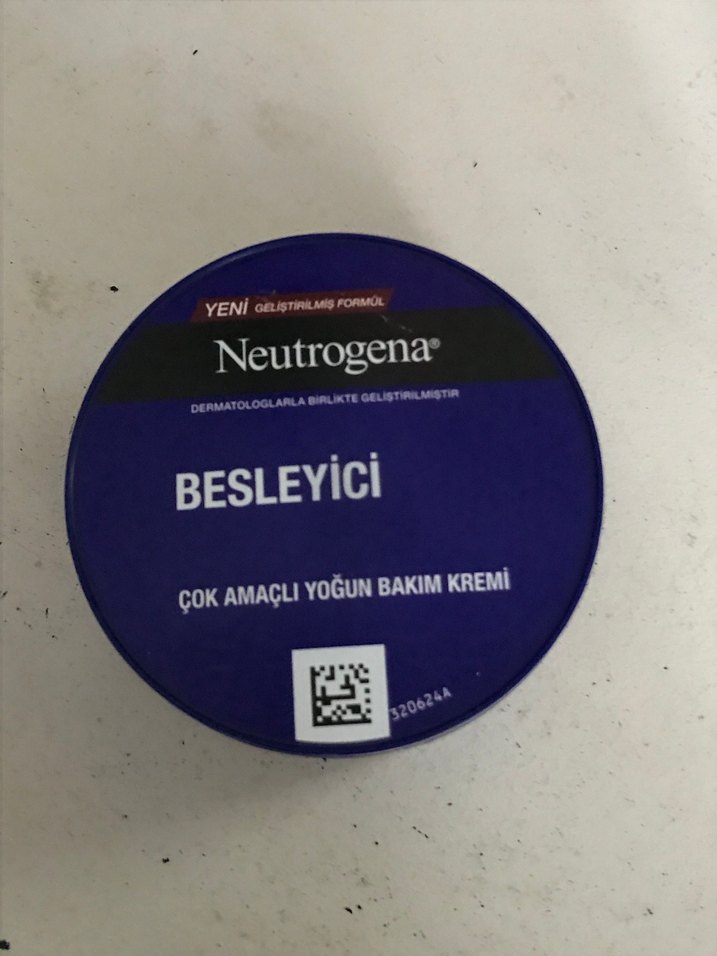 YENİ GELİŞTİRİLMİŞ FORMÜL
Neutrogena®
DERMATOLOGLARLA BİRLİKTE GELİŞTİRİLMİŞTİR
BESLEYİCİ
ÇOK AMAÇLI YOĞUN BAKIM KREMİ
320624A